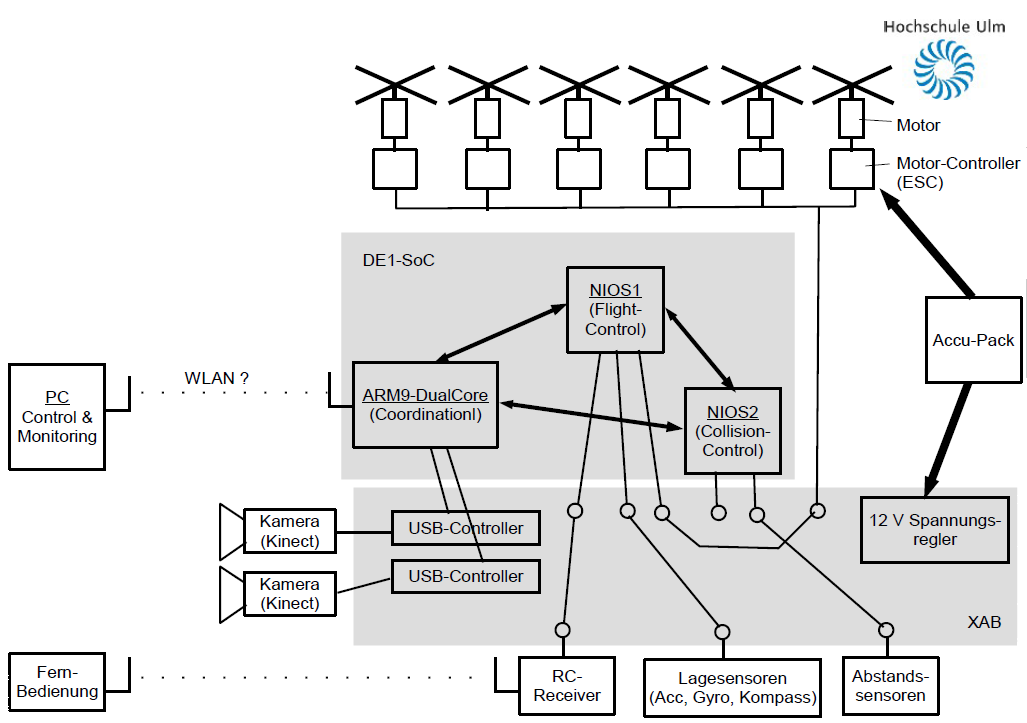 Hochschule Ulm
Motor
Motor-Controller
(ESC)
DE1-SoC
NIOS1
(Flight-
Control)
Accu-Pack
WLAN ?
PC
Control &
Monitoring
ARM9-DualCore
(Coordinationl)
NIOS2
(Collision-
Control)
Kamera
(Kinect)
USB-Controller
12 V Spannungs-
regler
Kamera
(Kinect)
USB-Controller
XAB
Fern-
Bedienung
RC-
Receiver
Lagesensoren
(Acc, Gyro, Kompass)
Abstands-
sensoren